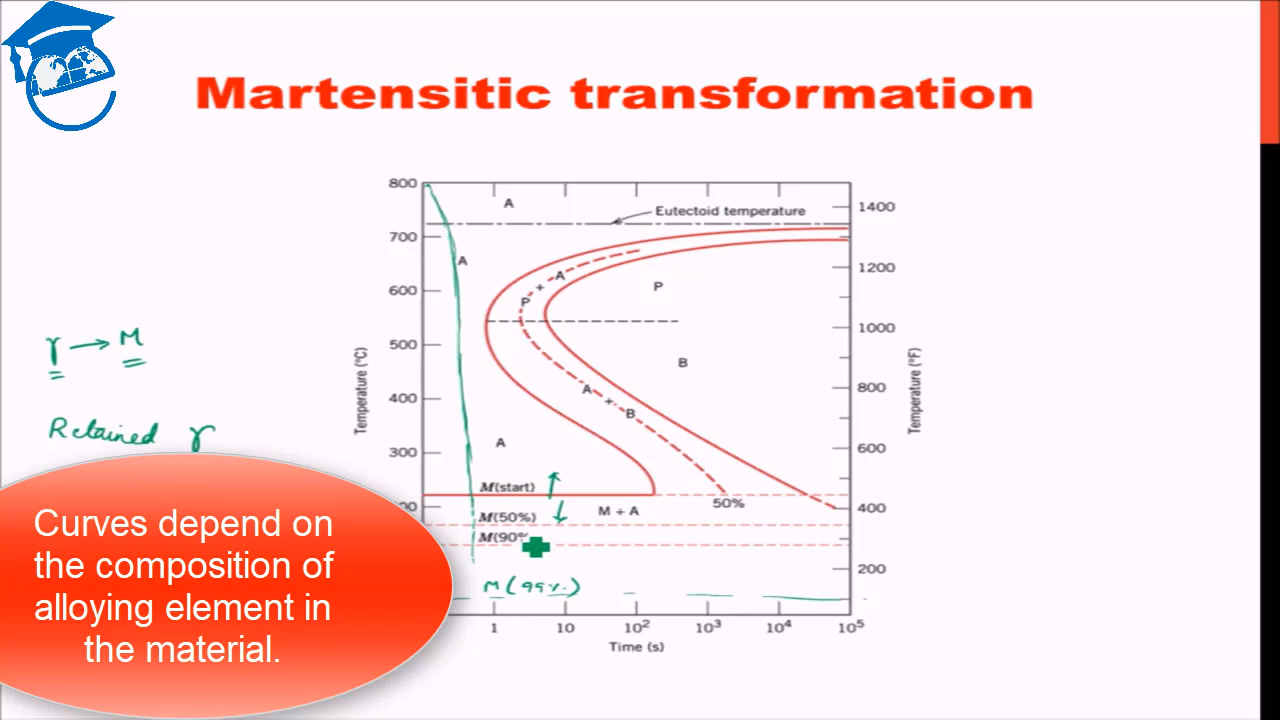 Martensitic transformation
800
700
600
500
400
300
00
Temperature (°C)
1400
1200
1000
800
600
400
200
Temperature (°F)
A
Eutectoid temperature
A
A
+
P
P
B
A
+
B
A
M(start)
M + A
50%
M(50%)
M(90%
M(99%)
1
10
10²
10³
10⁴
10⁵
Time (s)
γ → M
Retained γ
Curves depend on
the composition of
alloying element in
the material.